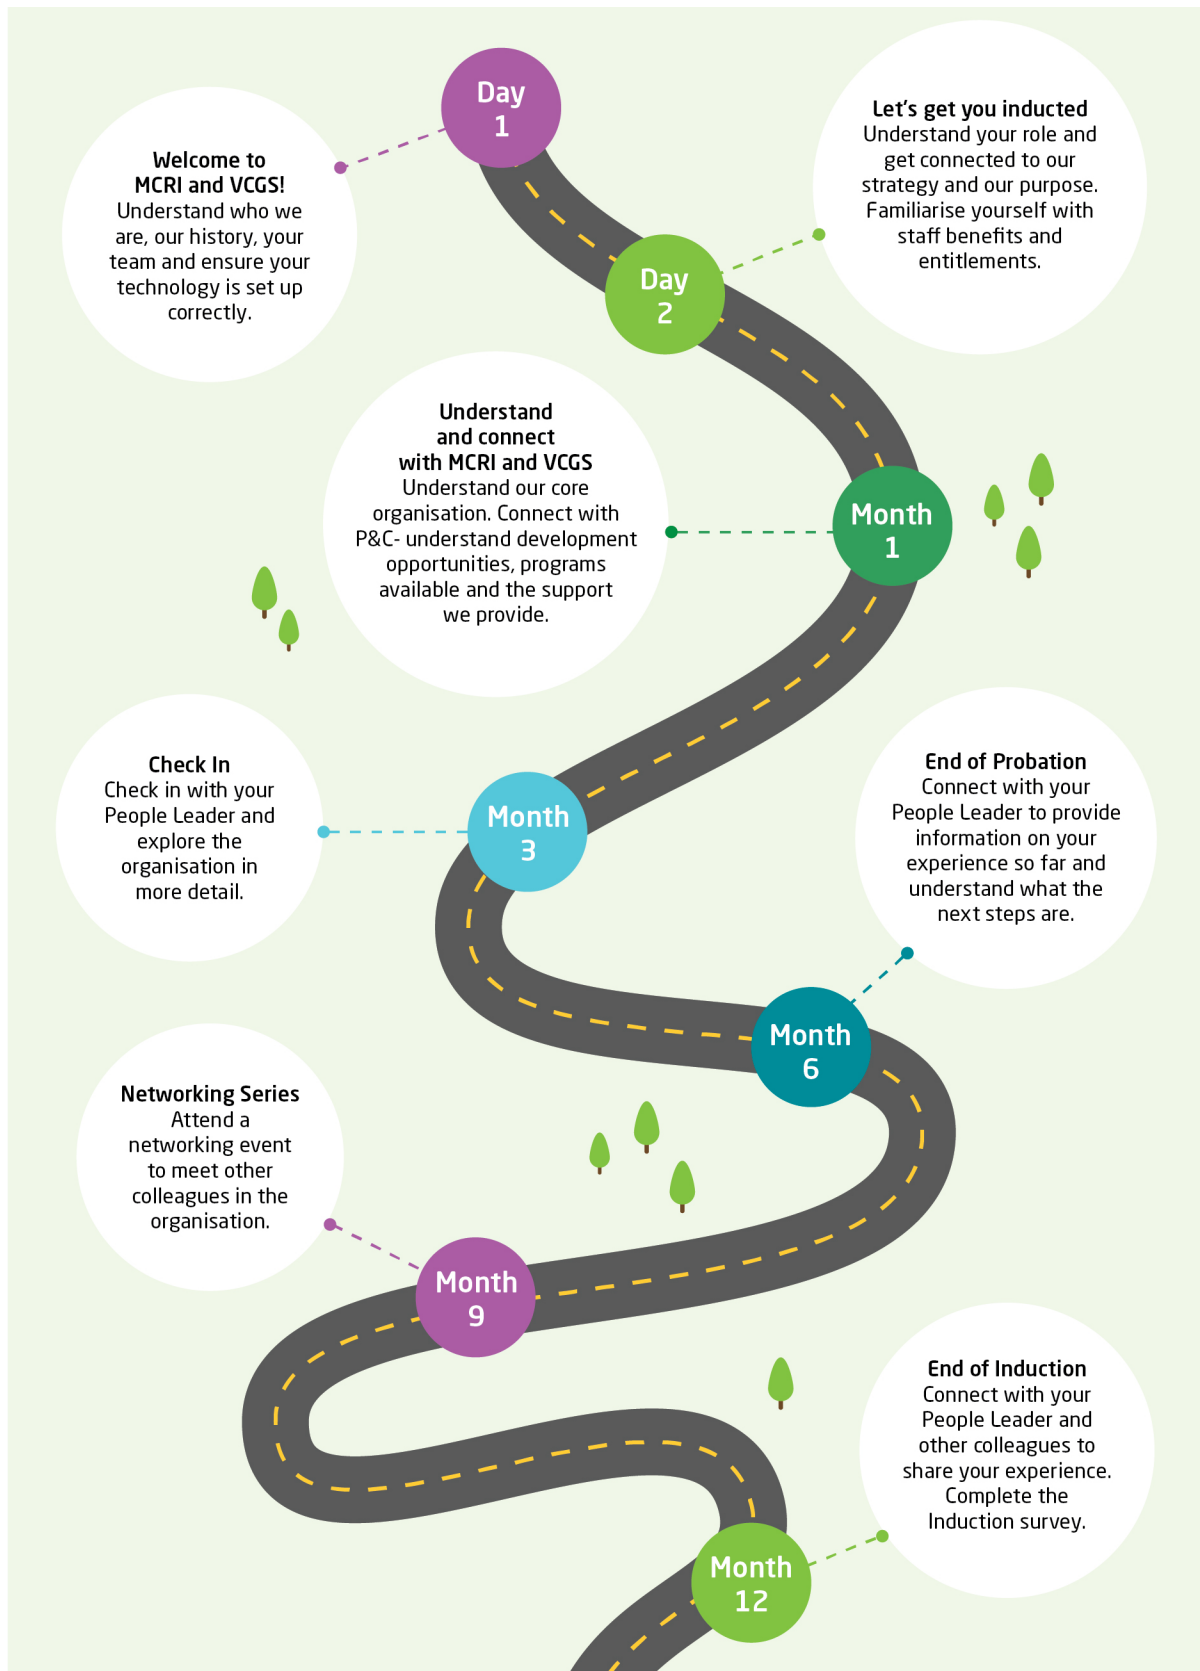 Day
1
Welcome to
MCRI and VCGS!
Understand who we
are, our history, your
team and ensure your
technology is set up
correctly.
Let's get you inducted
Understand your role and
get connected to our
strategy and our purpose.
Familiarise yourself with
staff benefits and
entitlements.
Day
2
Understand
and connect
with MCRI and VCGS
Understand our core
organisation. Connect with
P&C- understand development
opportunities, programs
available and the support
we provide.
Month
1
Check In
Check in with your
People Leader and
explore the
organisation in
more detail.
Month
3
End of Probation
Connect with your
People Leader to provide
information on your
experience so far and
understand what the
next steps are.
Month
6
Networking Series
Attend a
networking event
to meet other
colleagues in the
organisation.
Month
9
End of Induction
Connect with your
People Leader and
other colleagues to
share your experience.
Complete the
Induction survey.
Month
12